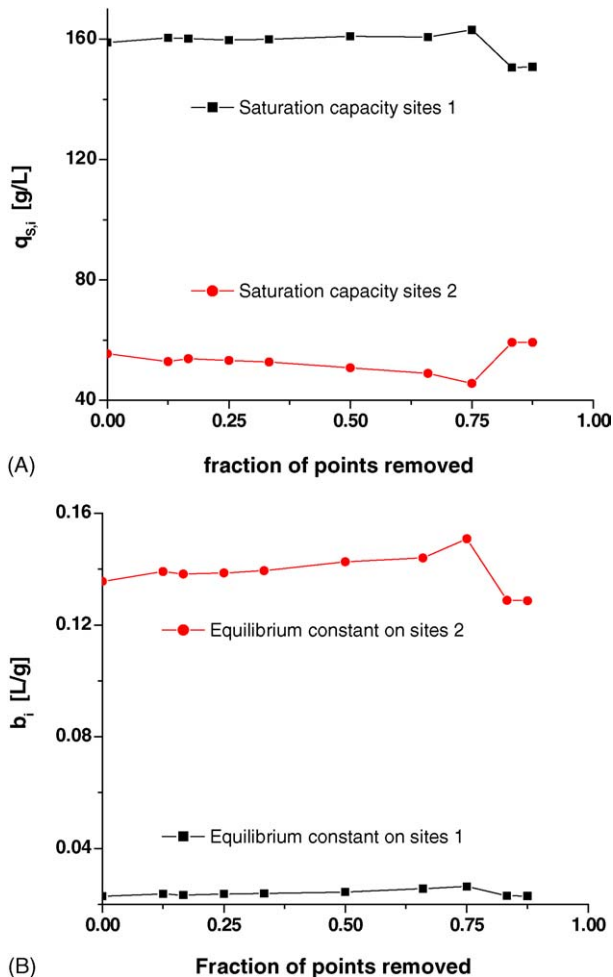 160
Saturation capacity sites 1
120
q_s,i [g/L]
80
Saturation capacity sites 2
40
0.00 0.25 0.50 0.75 1.00
(A) fraction of points removed
0.16
0.12
Equilibrium constant on sites 2
b_i [L/g]
0.08
Equilibrium constant on sites 1
0.04
0.00 0.25 0.50 0.75 1.00
(B) Fraction of points removed